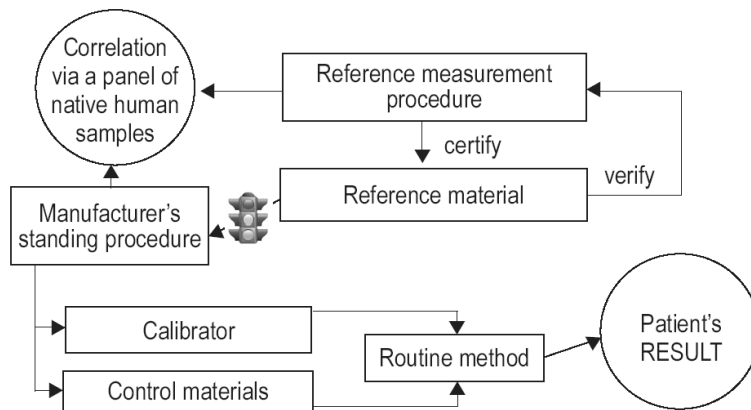 Correlation
via a panel of
native human
samples
Reference measurement
procedure
certify
Reference material
verify
Manufacturer's
standing procedure
Calibrator
Control materials
Routine method
Patient's
RESULT